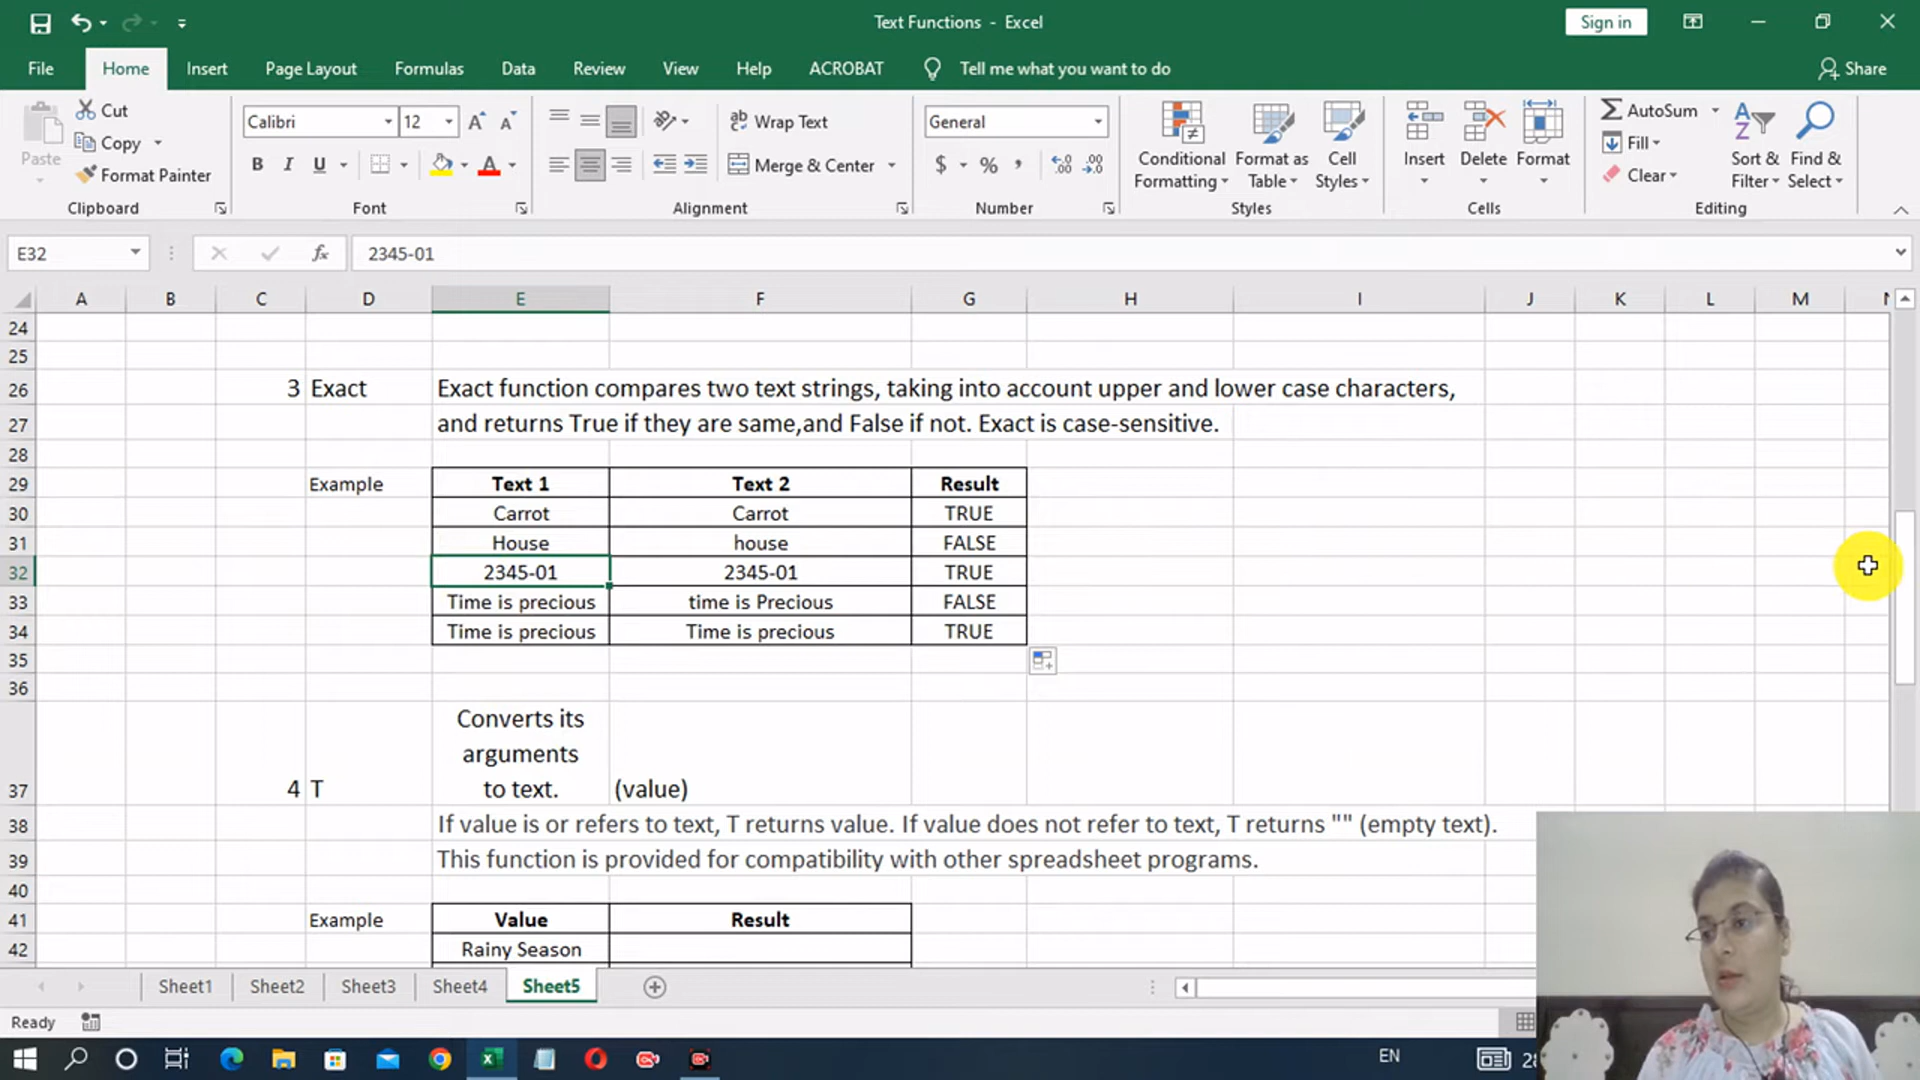 Text Functions - Excel
Sign in
File Home Insert Page Layout Formulas Data Review View Help ACROBAT Tell me what you want to do Share
Paste
Cut
Copy
Format Painter
Clipboard
Calibri 12
B I U
A A
A
Font
Wrap Text
Merge & Center
Alignment
General
$ % ,
Number
Conditional Formatting
Format as Table
Cell Styles
Styles
Insert Delete Format
Cells
AutoSum
Fill
Clear
Sort & Filter
Find & Select
Editing
E32 fx 2345-01
A B C D E F G H I J K L M
24
25
26 3 Exact Exact function compares two text strings, taking into account upper and lower case characters,
27 and returns True if they are same,and False if not. Exact is case-sensitive.
28
29 Example Text 1 Text 2 Result
30 Carrot Carrot TRUE
31 House house FALSE
32 2345-01 2345-01 TRUE
33 Time is precious time is Precious FALSE
34 Time is precious Time is precious TRUE
35
36
Converts its
arguments
37 4 T to text. (value)
38 If value is or refers to text, T returns value. If value does not refer to text, T returns "" (empty text).
39 This function is provided for compatibility with other spreadsheet programs.
40
41 Example Value Result
42 Rainy Season
Sheet1 Sheet2 Sheet3 Sheet4 Sheet5
Ready
EN